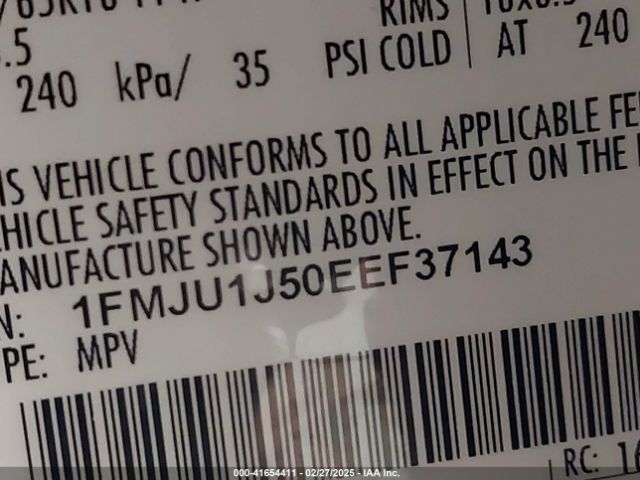 RIMS
.5
240 kPa/ 35 PSI COLD AT 240
IS VEHICLE CONFORMS TO ALL APPLICABLE FE
HICLE SAFETY STANDARDS IN EFFECT ON THE
ANUFACTURE SHOWN ABOVE.
N: 1FMJU1J50EEF37143
PE: MPV
RC: 16
000-41654411 - 02/27/2025 - IAA Inc.